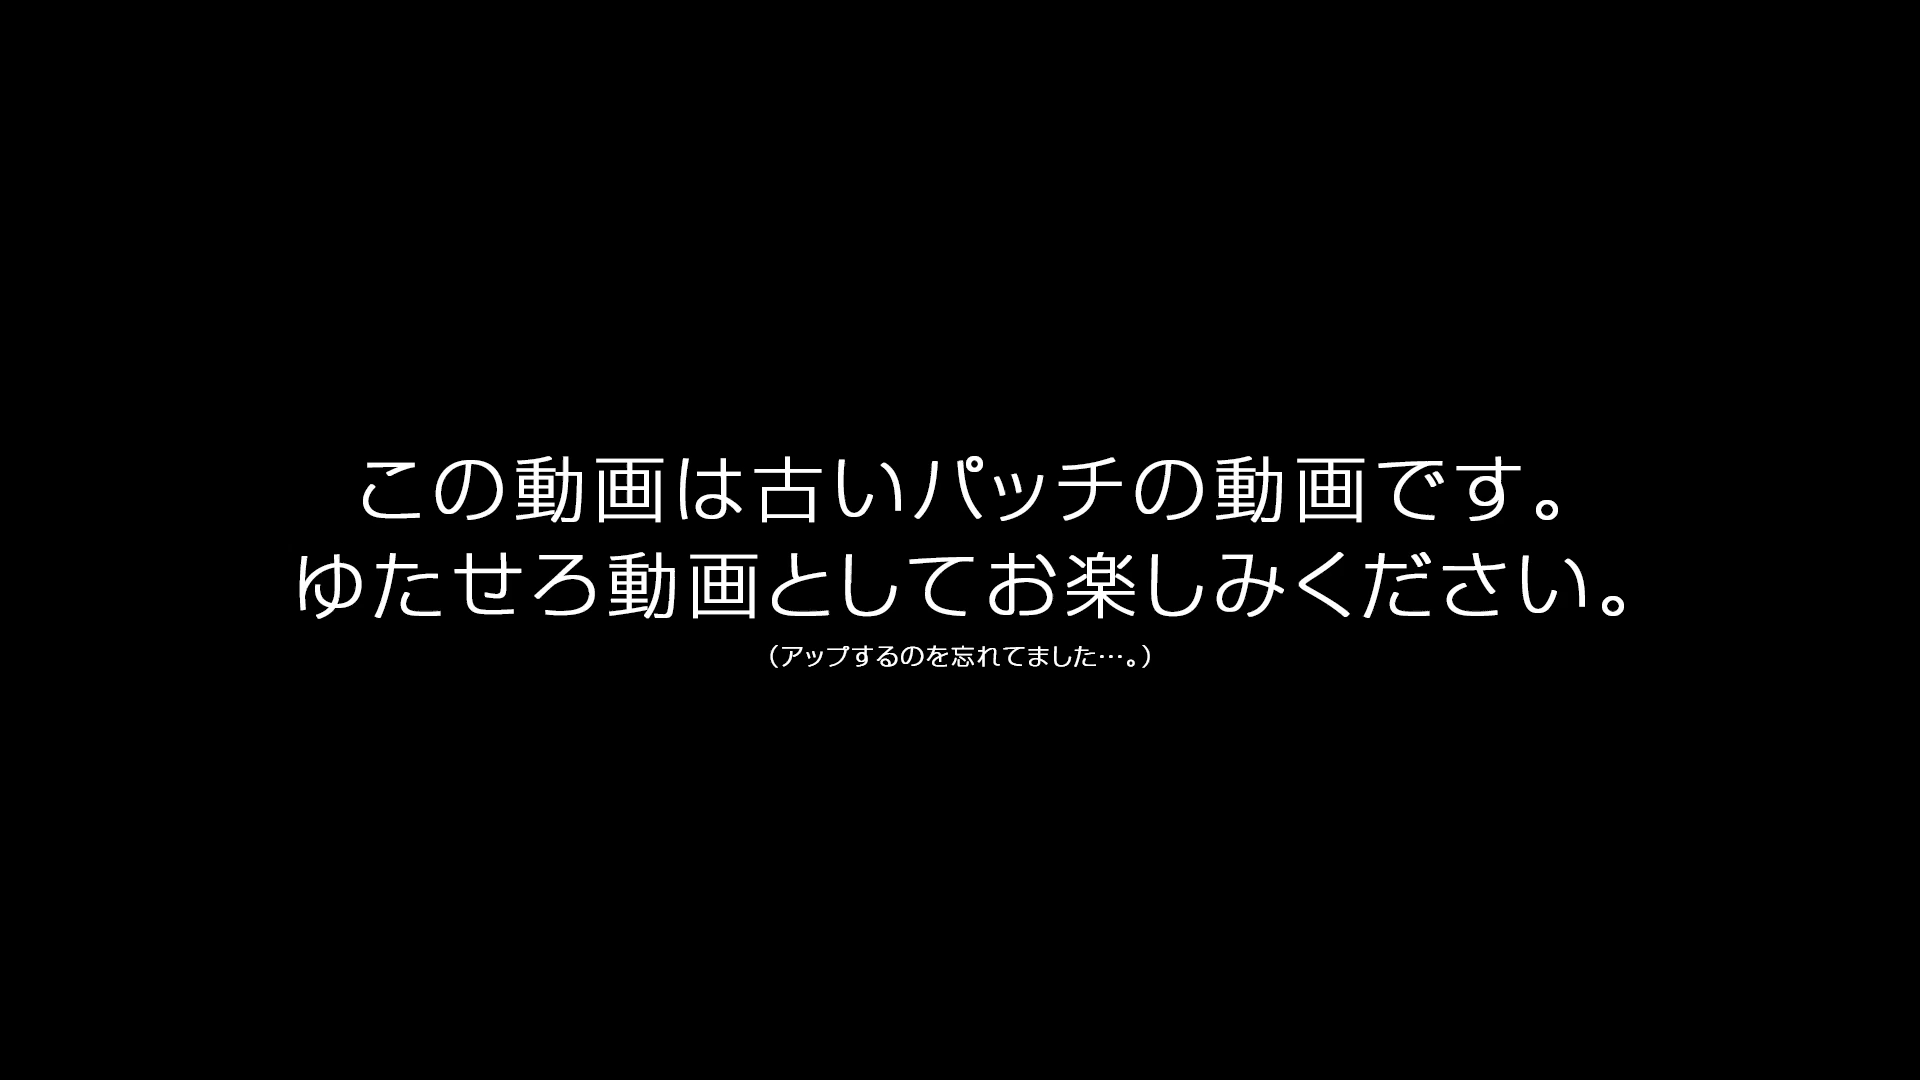 この動画は古いパッチの動画です。
ゆたせろ動画としてお楽しみください。
（アップするのを忘れてました…。）